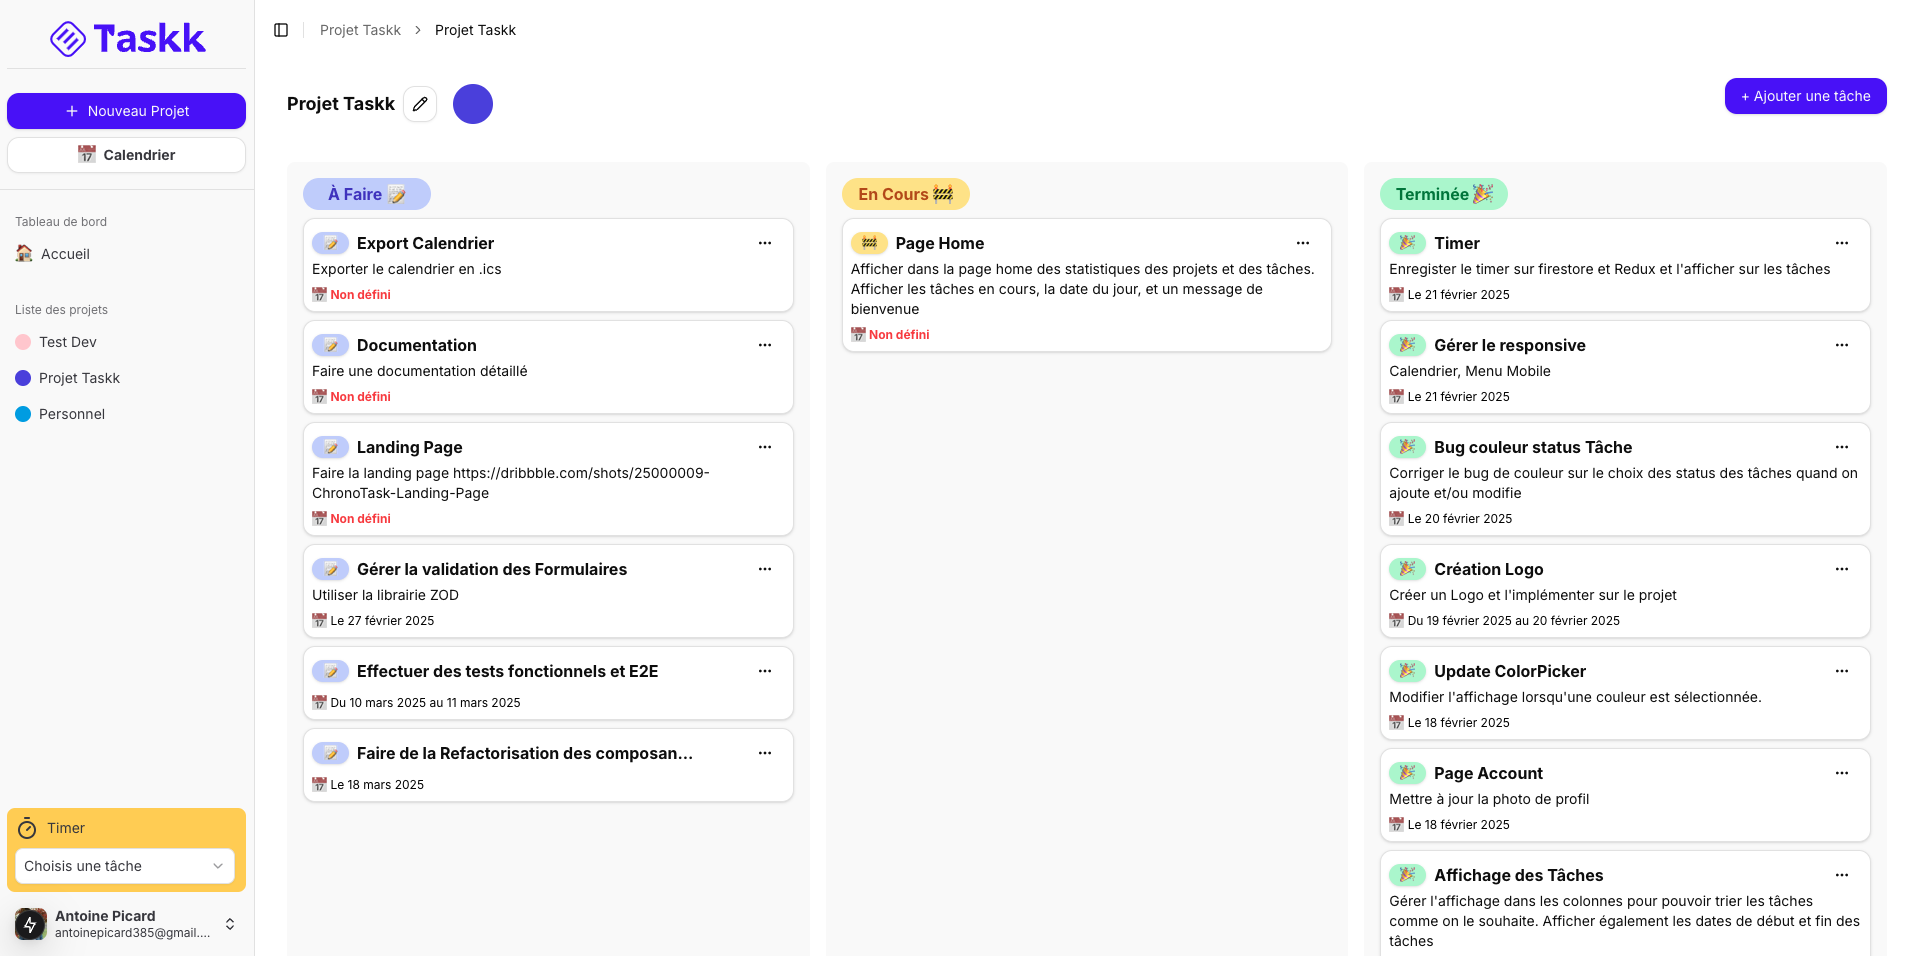 Taskk
+ Nouveau Projet
Calendrier
Tableau de bord
Accueil
Liste des projets
Test Dev
Projet Taskk
Personnel
Timer
Choisis une tâche
Antoine Picard
antoinepicard385@gmail....
Projet Taskk > Projet Taskk
Projet Taskk
+ Ajouter une tâche
À Faire
Export Calendrier
Exporter le calendrier en .ics
Non défini
Documentation
Faire une documentation détaillé
Non défini
Landing Page
Faire la landing page https://dribbble.com/shots/25000009-
ChronoTask-Landing-Page
Non défini
Gérer la validation des Formulaires
Utiliser la librairie ZOD
Le 27 février 2025
Effectuer des tests fonctionnels et E2E
Du 10 mars 2025 au 11 mars 2025
Faire de la Refactorisation des composan...
Le 18 mars 2025
En Cours
Page Home
Afficher dans la page home des statistiques des projets et des tâches.
Afficher les tâches en cours, la date du jour, et un message de
bienvenue
Non défini
Terminée
Timer
Enregister le timer sur firestore et Redux et l'afficher sur les tâches
Le 21 février 2025
Gérer le responsive
Calendrier, Menu Mobile
Le 21 février 2025
Bug couleur status Tâche
Corriger le bug de couleur sur le choix des status des tâches quand on
ajoute et/ou modifie
Le 20 février 2025
Création Logo
Créer un Logo et l'implémenter sur le projet
Du 19 février 2025 au 20 février 2025
Update ColorPicker
Modifier l'affichage lorsqu'une couleur est sélectionnée.
Le 18 février 2025
Page Account
Mettre à jour la photo de profil
Le 18 février 2025
Affichage des Tâches
Gérer l'affichage dans les colonnes pour pouvoir trier les tâches
comme on le souhaite. Afficher également les dates de début et fin des
tâches